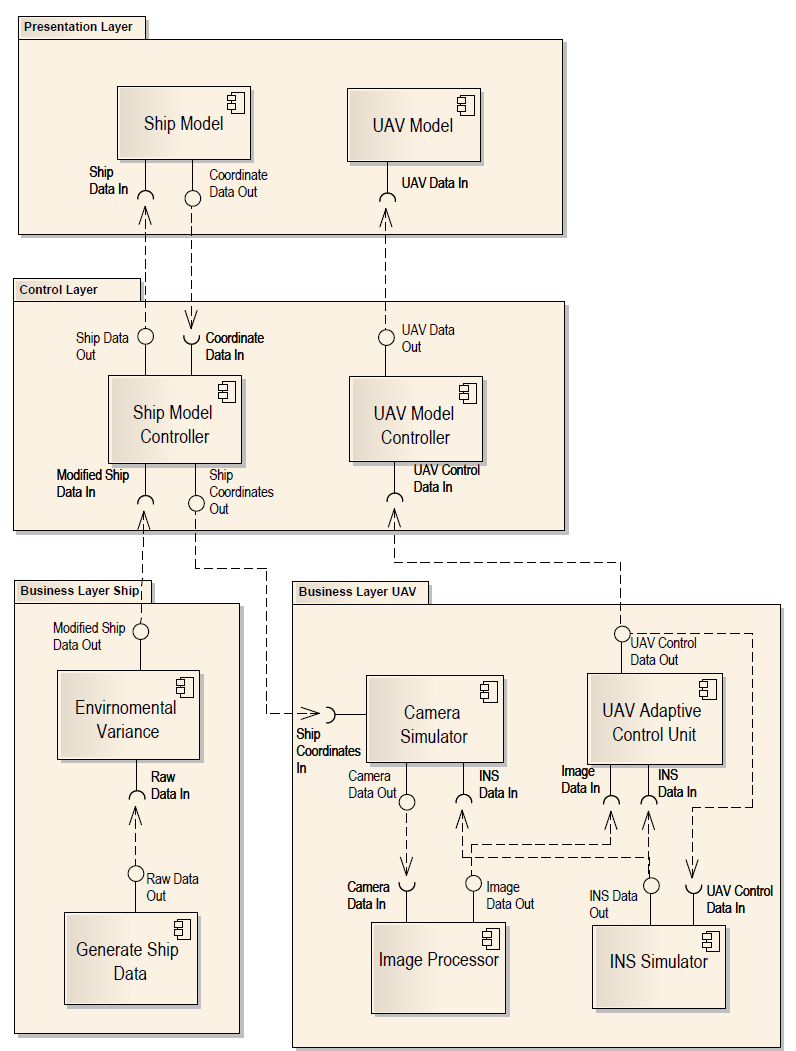 Presentation Layer
Ship Model
UAV Model
Ship
Data In
Coordinate
Data Out
UAV Data In
Control Layer
Ship Data
Out
Coordinate
Data In
UAV Data
Out
Ship Model
Controller
UAV Model
Controller
Modified Ship
Data In
Ship
Coordinates
Out
UAV Control
Data In
Business Layer Ship
Modified Ship
Data Out
Envirnomental
Variance
Raw
Data In
Raw Data
Out
Generate Ship
Data
Business Layer UAV
UAV Control
Data Out
Camera
Simulator
UAV Adaptive
Control Unit
Ship
Coordinates
In
Camera
Data Out
INS
Data In
Image
Data In
INS
Data In
Camera
Data In
Image
Data Out
INS Data
Out
UAV Control
Data In
Image Processor
INS Simulator